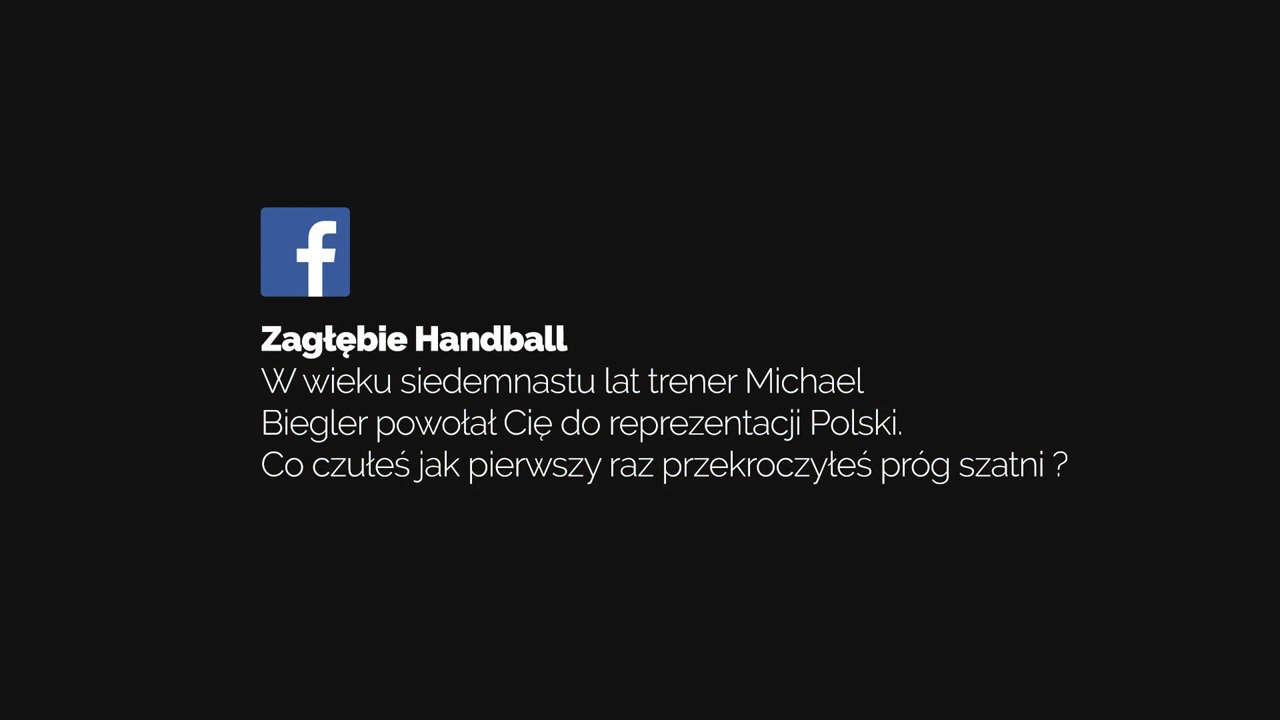 Zagłębie Handball
W wieku siedemnastu lat trener Michael
Biegler powołał Cię do reprezentacji Polski.
Co czułeś jak pierwszy raz przekroczyłeś próg szatni ?